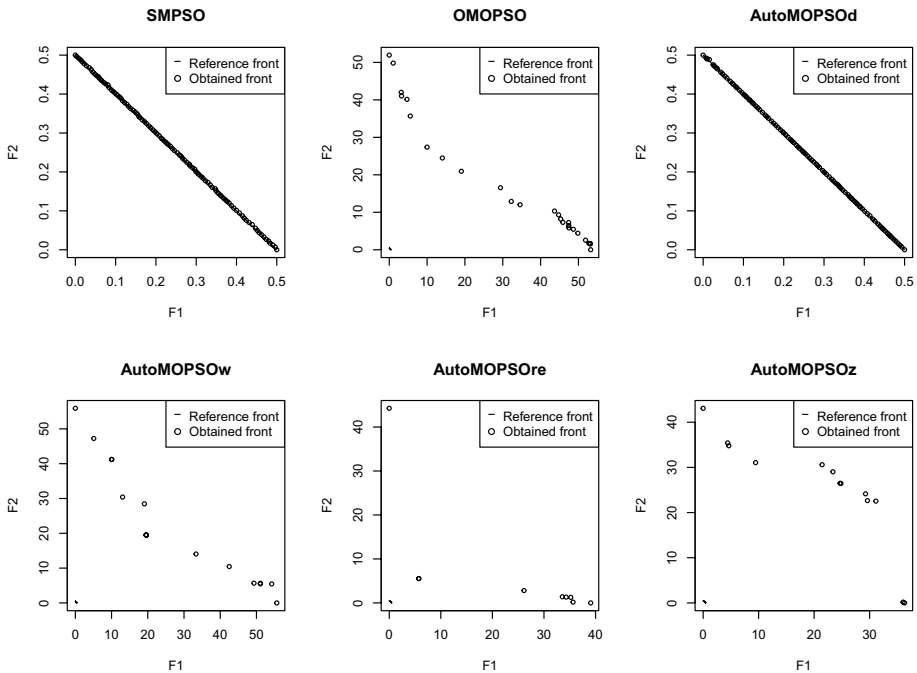 SMPSO
F2
0.0 0.1 0.2 0.3 0.4 0.5
Reference front
Obtained front
0.0 0.1 0.2 0.3 0.4 0.5
F1
OMOPSO
F2
0 10 20 30 40 50
Reference front
Obtained front
0 10 20 30 40 50
F1
AutoMOPSOd
F2
0.0 0.1 0.2 0.3 0.4 0.5
Reference front
Obtained front
0.0 0.1 0.2 0.3 0.4 0.5
F1
AutoMOPSOw
F2
0 10 20 30 40 50
Reference front
Obtained front
0 10 20 30 40 50
F1
AutoMOPSOre
F2
0 10 20 30 40
Reference front
Obtained front
0 10 20 30 40
F1
AutoMOPSOz
F2
0 10 20 30 40
Reference front
Obtained front
0 10 20 30
F1